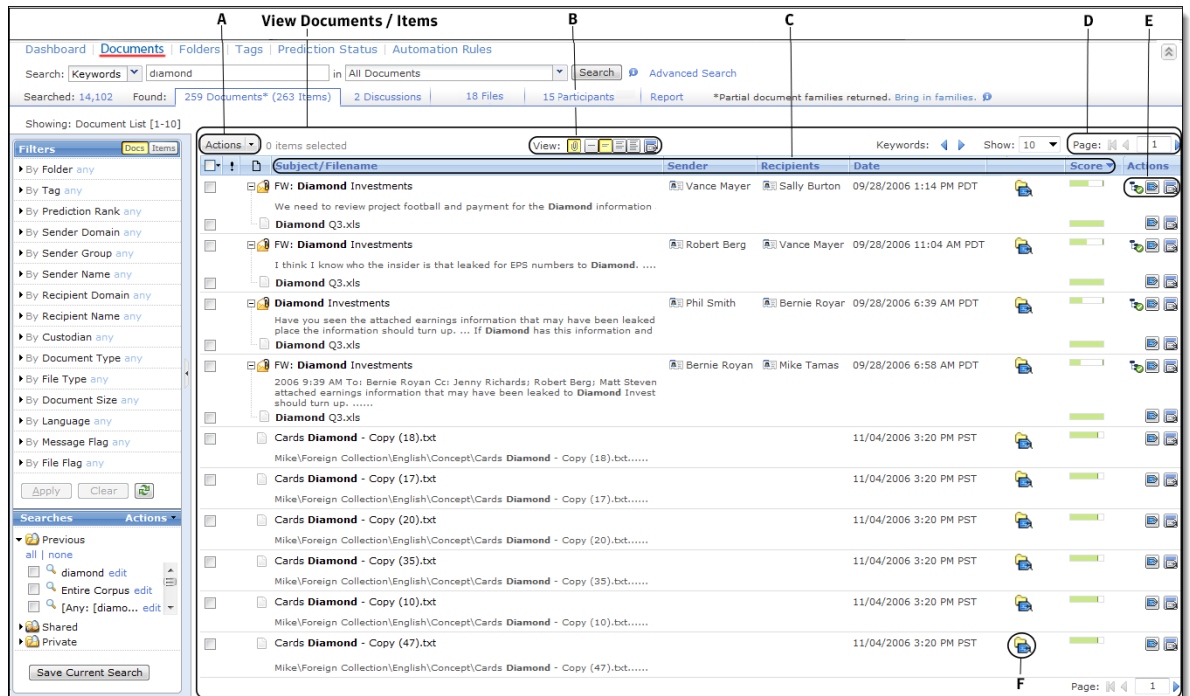 A View Documents / Items B C D E
Dashboard | Documents | Folders | Tags | Prediction Status | Automation Rules
Search: Keywords diamond in All Documents Search Advanced Search
Searched: 14,102 Found: 259 Documents* (263 Items) 2 Discussions 18 Files 15 Participants Report *Partial document families returned. Bring in families.
Showing: Document List [1-10]
Filters Docs Items
By Folder any
By Tag any
By Prediction Rank any
By Sender Domain any
By Sender Group any
By Sender Name any
By Recipient Domain any
By Recipient Name any
By Custodian any
By Document Type any
By File Type any
By Document Size any
By Language any
By Message Flag any
By File Flag any
Apply Clear
Searches Actions
Previous
all | none
diamond edit
Entire Corpus edit
[Any: [diamo... edit
Shared
Private
Save Current Search
Actions 0 items selected View: Keywords: Show: 10 Page: 1
! Subject/Filename Sender Recipients Date Score Actions
FW: Diamond Investments Vance Mayer Sally Burton 09/28/2006 1:14 PM PDT
We need to review project football and payment for the Diamond information
Diamond Q3.xls
FW: Diamond Investments Robert Berg Vance Mayer 09/28/2006 11:04 AM PDT
I think I know who the insider is that leaked for EPS numbers to Diamond. ....
Diamond Q3.xls
Diamond Investments Phil Smith Bernie Royar 09/28/2006 6:39 AM PDT
Have you seen the attached earnings information that may have been leaked
place the information should turn up. ... If Diamond has this information and
Diamond Q3.xls
FW: Diamond Investments Bernie Royan Mike Tamas 09/28/2006 6:58 AM PDT
2006 9:39 AM To: Bernie Royan Cc: Jenny Richards; Robert Berg; Matt Steven
attached earnings information that may have been leaked to Diamond Invest
should turn up. ......
Diamond Q3.xls
Cards Diamond - Copy (18).txt 11/04/2006 3:20 PM PST
Mike\Foreign Collection\English\Concept\Cards Diamond - Copy (18).txt......
Cards Diamond - Copy (17).txt 11/04/2006 3:20 PM PST
Mike\Foreign Collection\English\Concept\Cards Diamond - Copy (17).txt......
Cards Diamond - Copy (20).txt 11/04/2006 3:20 PM PST
Mike\Foreign Collection\English\Concept\Cards Diamond - Copy (20).txt......
Cards Diamond - Copy (35).txt 11/04/2006 3:20 PM PST
Mike\Foreign Collection\English\Concept\Cards Diamond - Copy (35).txt......
Cards Diamond - Copy (10).txt 11/04/2006 3:20 PM PST
Mike\Foreign Collection\English\Concept\Cards Diamond - Copy (10).txt......
Cards Diamond - Copy (47).txt 11/04/2006 3:20 PM PST
Mike\Foreign Collection\English\Concept\Cards Diamond - Copy (47).txt......
F
Page: 1